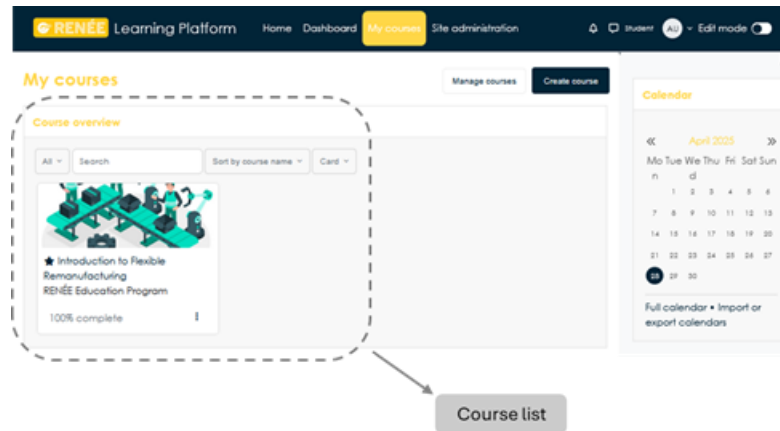 RENÉE Learning Platform Home Dashboard My courses Site administration Student AU Edit mode
My courses
Manage courses Create course
Course overview
All Search Sort by course name Card
Introduction to Flexible
Remanufacturing
RENÉE Education Program
100% complete
Calendar
« April 2025 »
Mo Tue We Thu Fri Sat Sun
n d
1 2 3 4 5 6
7 8 9 10 11 12 13
14 15 16 17 18 19 20
21 22 23 24 25 26 27
28 29 30
Full calendar • Import or
export calendars
Course list